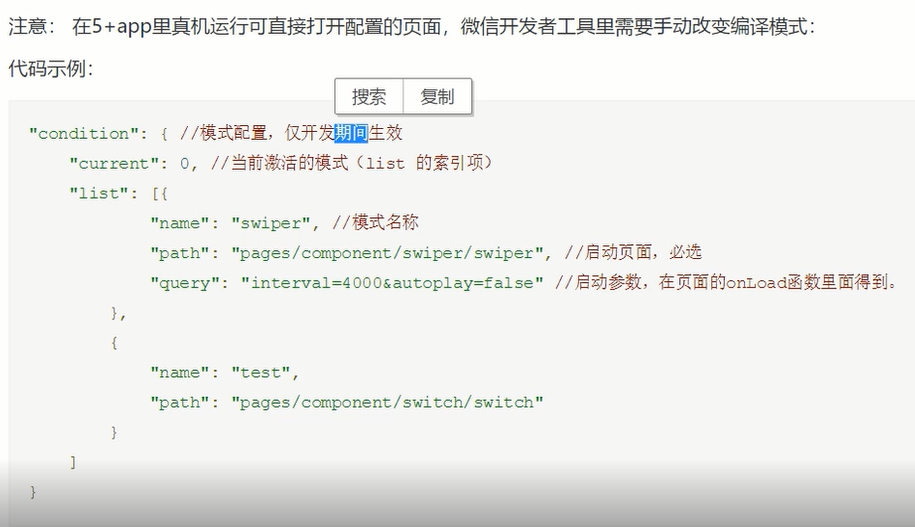 注意： 在5+app里真机运行可直接打开配置的页面，微信开发者工具里需要手动改变编译模式：
代码示例：
搜索 复制
"condition": { //模式配置，仅开发期间生效
"current": 0, //当前激活的模式（list 的索引项）
"list": [{
"name": "swiper", //模式名称
"path": "pages/component/swiper/swiper", //启动页面，必选
"query": "interval=4000&autoplay=false" //启动参数，在页面的onLoad函数里面得到。
},
{
"name": "test",
"path": "pages/component/switch/switch"
}
]
}